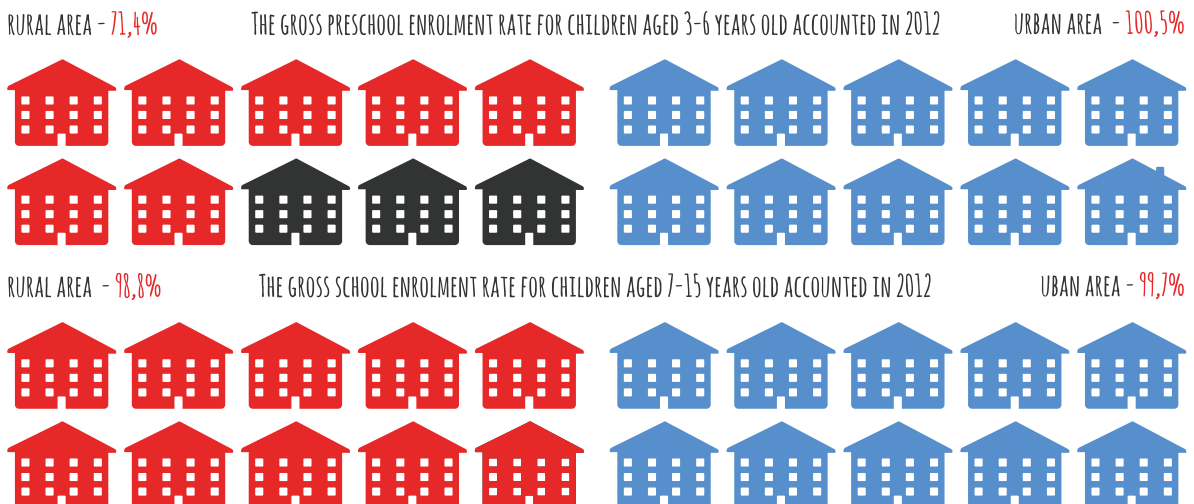 RURAL AREA - 71,4%
THE GROSS PRESCHOOL ENROLMENT RATE FOR CHILDREN AGED 3-6 YEARS OLD ACCOUNTED IN 2012
URBAN AREA - 100,5%
RURAL AREA - 98,8%
THE GROSS SCHOOL ENROLMENT RATE FOR CHILDREN AGED 7-15 YEARS OLD ACCOUNTED IN 2012
UBAN AREA - 99,7%